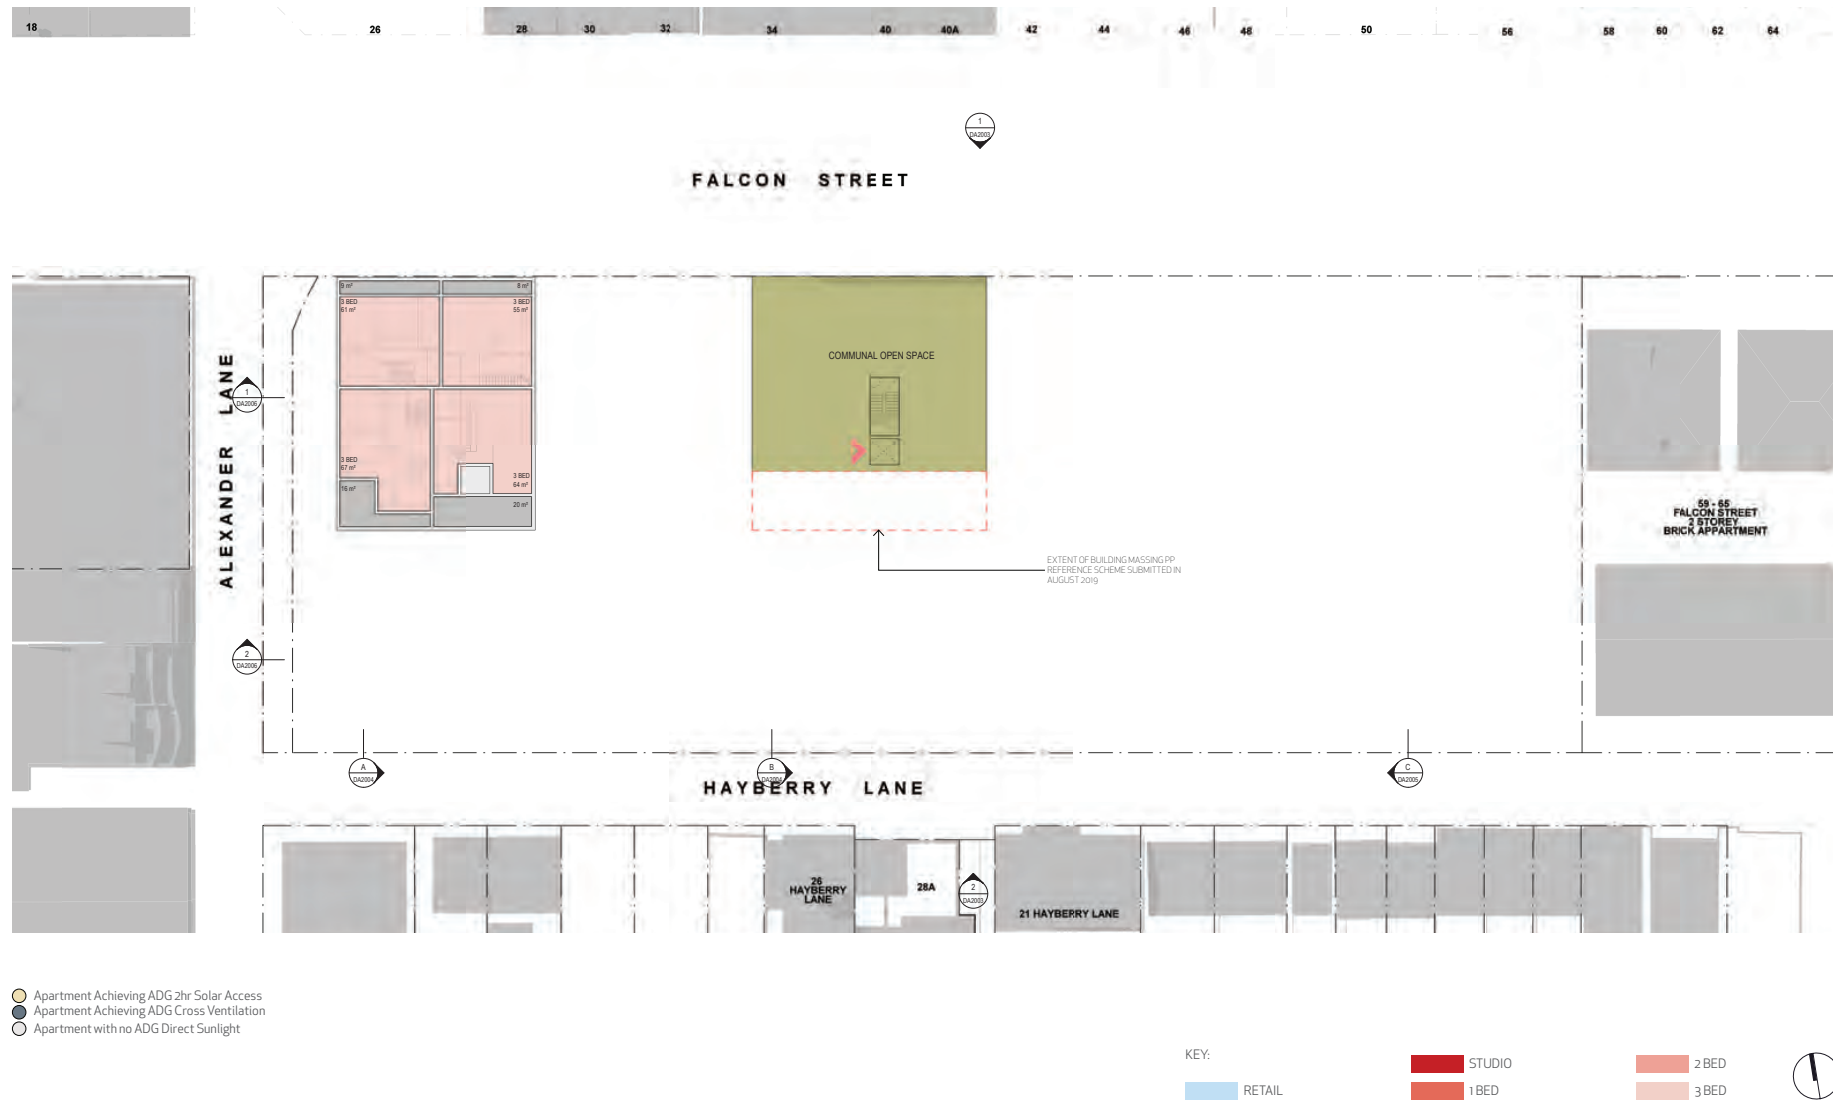 18
26
28
30
32
34
40
40A
42
44
46
48
50
56
58
60
62
64
1
DA2003
FALCON STREET
9 m²
8 m²
3 BED
61 m²
3 BED
55 m²
COMMUNAL OPEN SPACE
ALEXANDER LANE
1
DA2006
3 BED
67 m²
3 BED
64 m²
16 m²
20 m²
59 - 65
FALCON STREET
2 STOREY
BRICK APPARTMENT
EXTENT OF BUILDING MASSING PP
REFERENCE SCHEME SUBMITTED IN
AUGUST 2019
2
DA2006
A
DA2004
B
DA2004
C
DA2005
HAYBERRY LANE
26
HAYBERRY
LANE
28A
2
DA2003
21 HAYBERRY LANE
Apartment Achieving ADG 2hr Solar Access
Apartment Achieving ADG Cross Ventilation
Apartment with no ADG Direct Sunlight
KEY:
RETAIL
STUDIO
1 BED
2 BED
3 BED